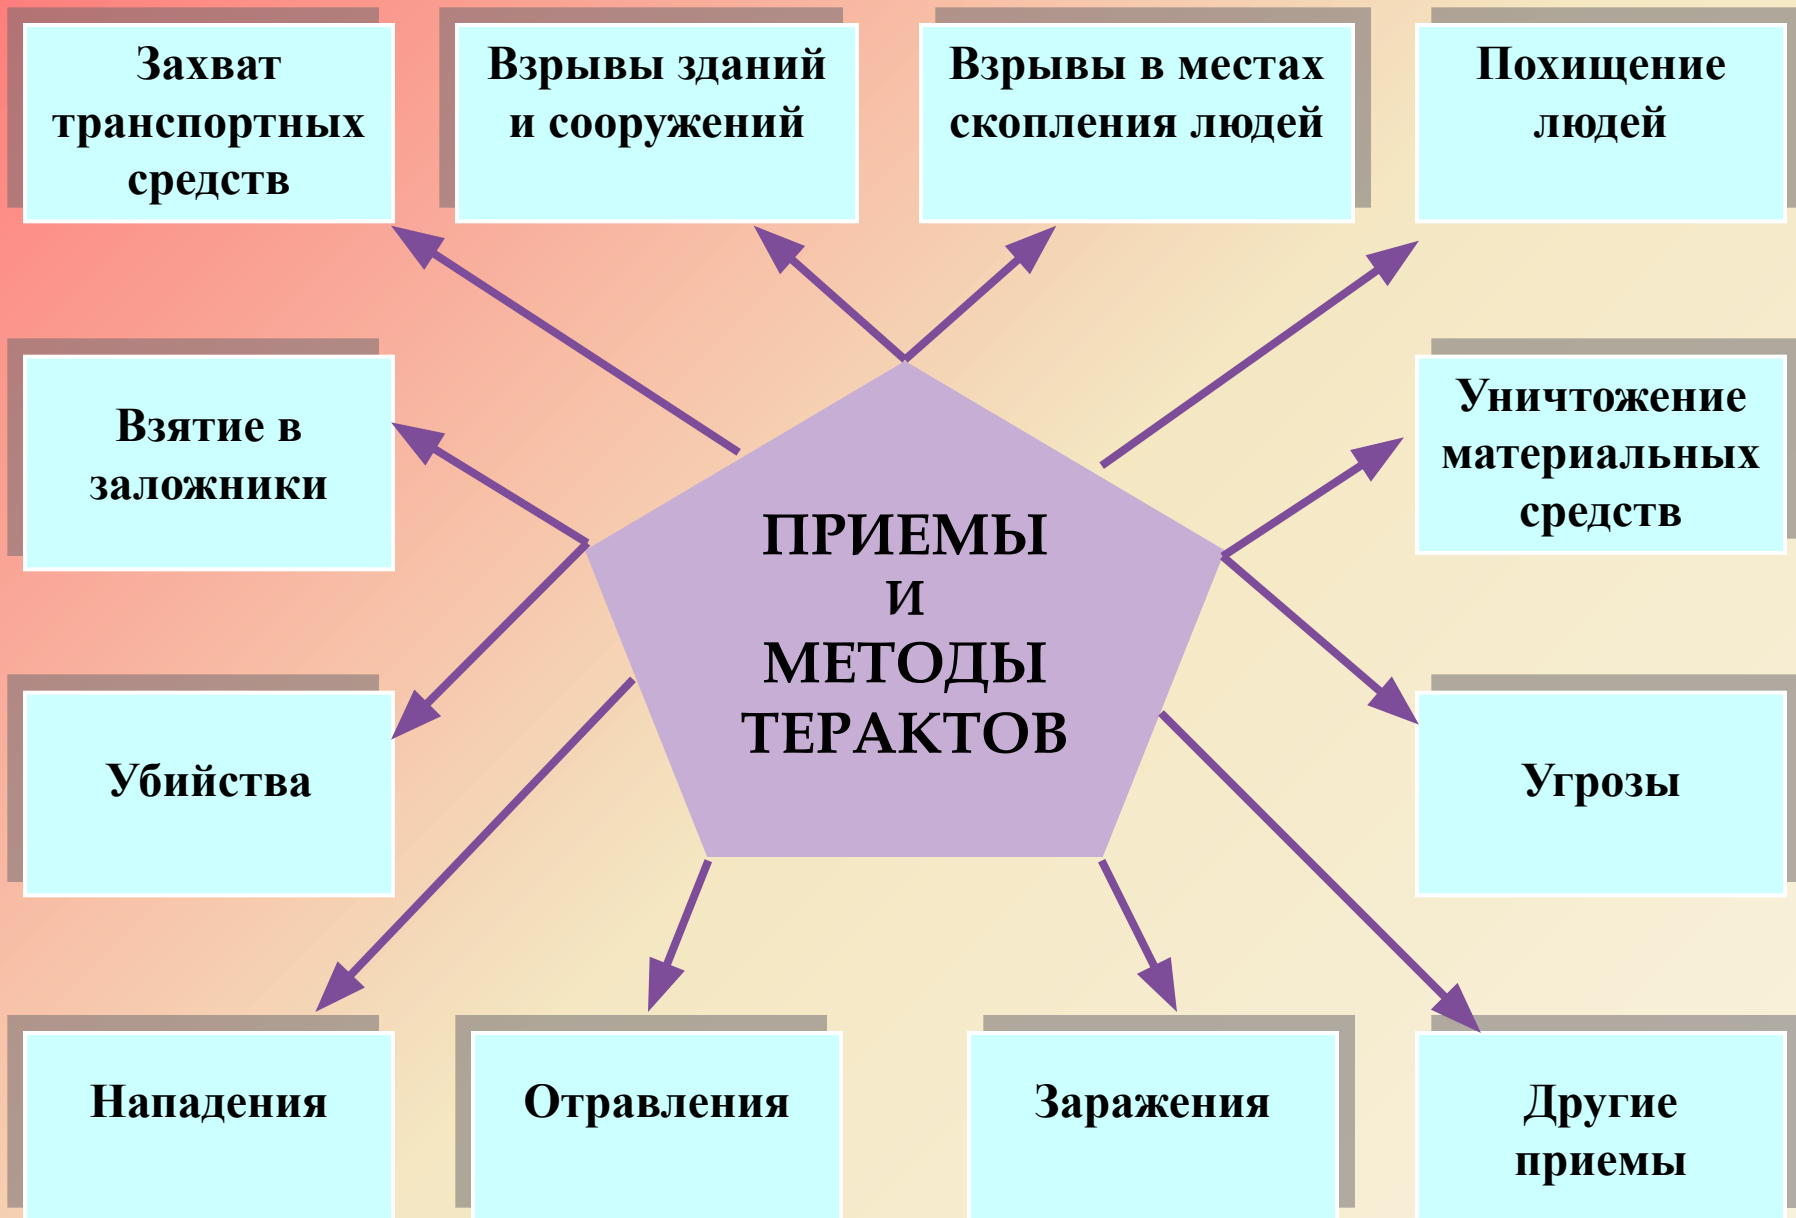 Захват
транспортных
средств
Взрывы зданий
и сооружений
Взрывы в местах
скопления людей
Похищение
людей
Взятие в
заложники
Уничтожение
материальных
средств
ПРИЕМЫ
И
МЕТОДЫ
ТЕРАКТОВ
Убийства
Угрозы
Нападения
Отравления
Заражения
Другие
приемы